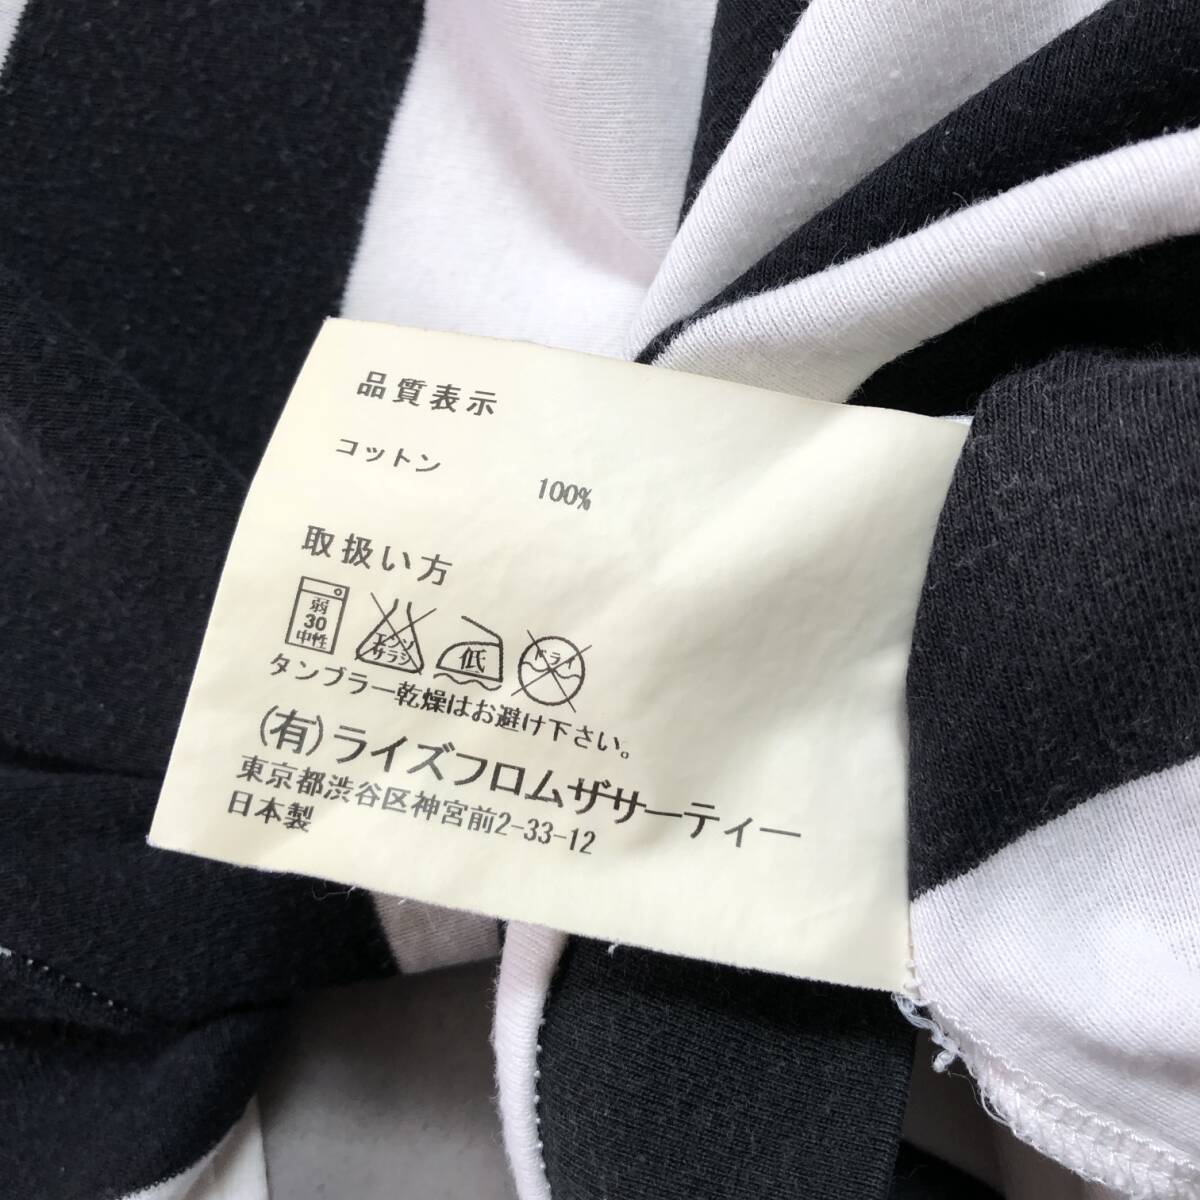 品質表示
コットン
100%
取扱い方
弱
30
中性
エンソ
サラシ
低
ドライ
タンブラー乾燥はお避け下さい。
(有)ライズフロムザサーティー
東京都渋谷区神宮前2-33-12
日本製